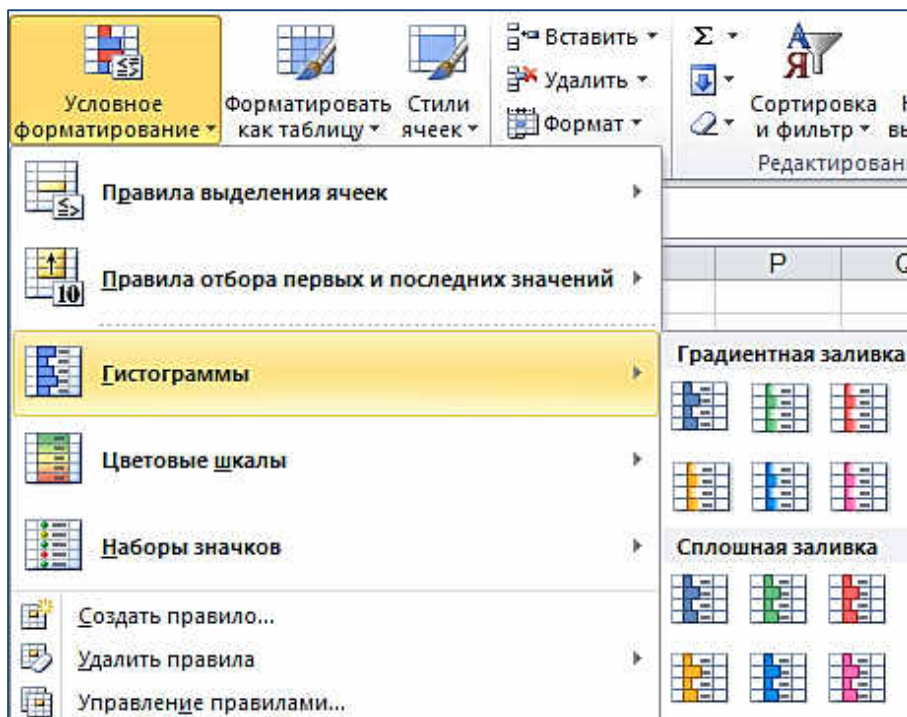 Вставить
Σ
Удалить
Условное форматирование
Форматировать как таблицу
Стили ячеек
Формат
Сортировка и фильтр
Редактирован
Правила выделения ячеек
Правила отбора первых и последних значений
10
P
Гистограммы
Градиентная заливка
Цветовые шкалы
Наборы значков
Сплошная заливка
Создать правило...
Удалить правила
Управление правилами...